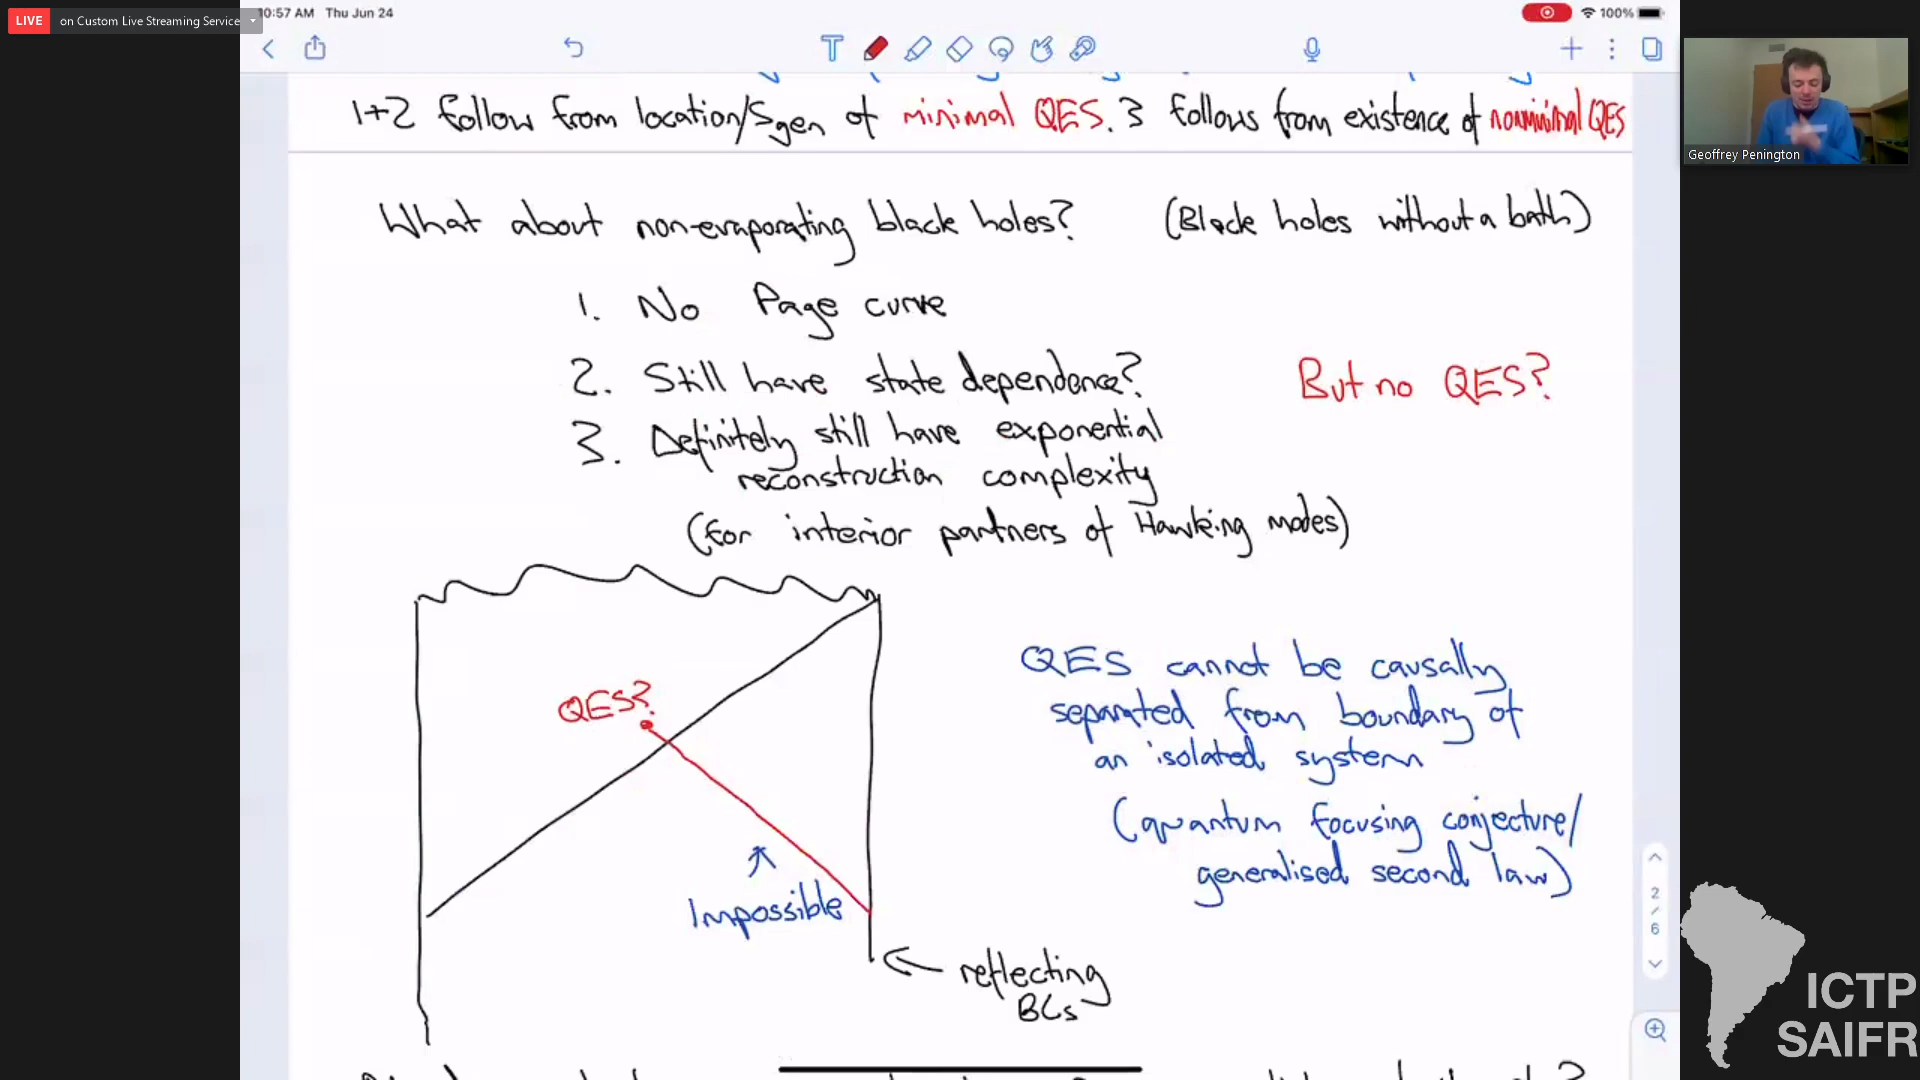 LIVE on Custom Live Streaming Service
10:57 AM Thu Jun 24
100%
Geoffrey Penington
1+2 follow from location/Sgen of minimal QES. 3 follows from existence of nonminimal QES
What about non-evaporating black holes? (Black holes without a bath)
1. No Page curve
2. Still have state dependence? But no QES?
3. Definitely still have exponential
reconstruction complexity
(For interior partners of Hawking modes)
QES?
QES cannot be causally
separated from boundary of
an isolated system
(quantum focusing conjecture/
generalised second law)
Impossible
reflecting
BCs
2
/
6
ICTP
SAIFR